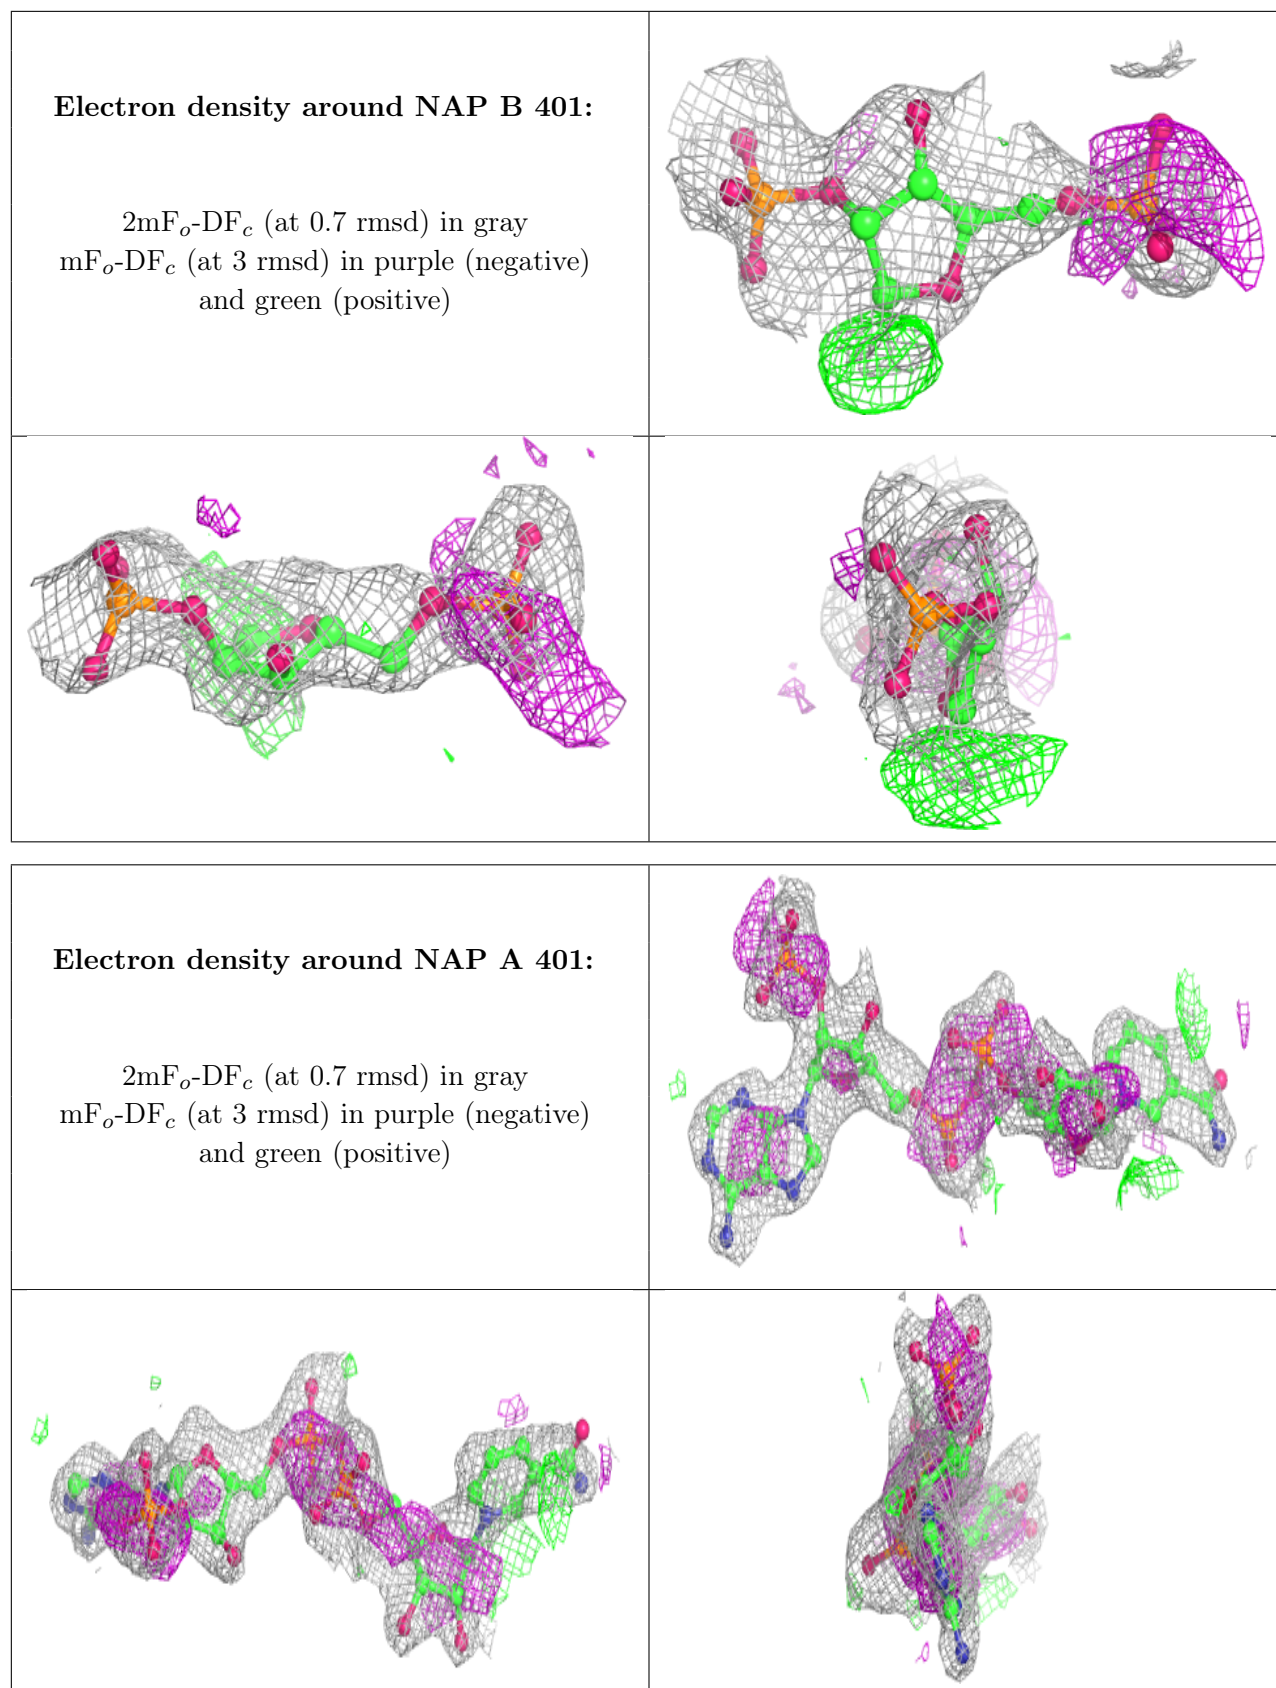 Electron density around NAP B 401:
2mFo-DFc (at 0.7 rmsd) in gray
mFo-DFc (at 3 rmsd) in purple (negative)
and green (positive)
Electron density around NAP A 401:
2mFo-DFc (at 0.7 rmsd) in gray
mFo-DFc (at 3 rmsd) in purple (negative)
and green (positive)